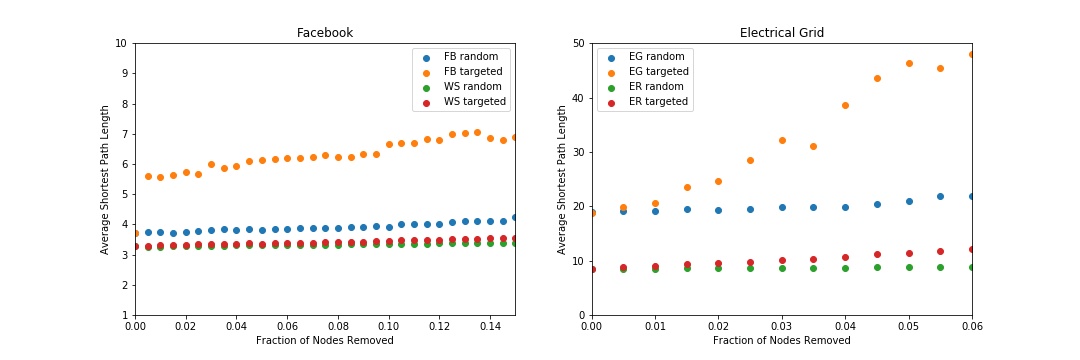 Facebook
10
9
8
7
6
5
4
3
2
1
Average Shortest Path Length
FB random
FB targeted
WS random
WS targeted
0.00 0.02 0.04 0.06 0.08 0.10 0.12 0.14
Fraction of Nodes Removed
Electrical Grid
50
40
30
20
10
0
Average Shortest Path Length
EG random
EG targeted
ER random
ER targeted
0.00 0.01 0.02 0.03 0.04 0.05 0.06
Fraction of Nodes Removed